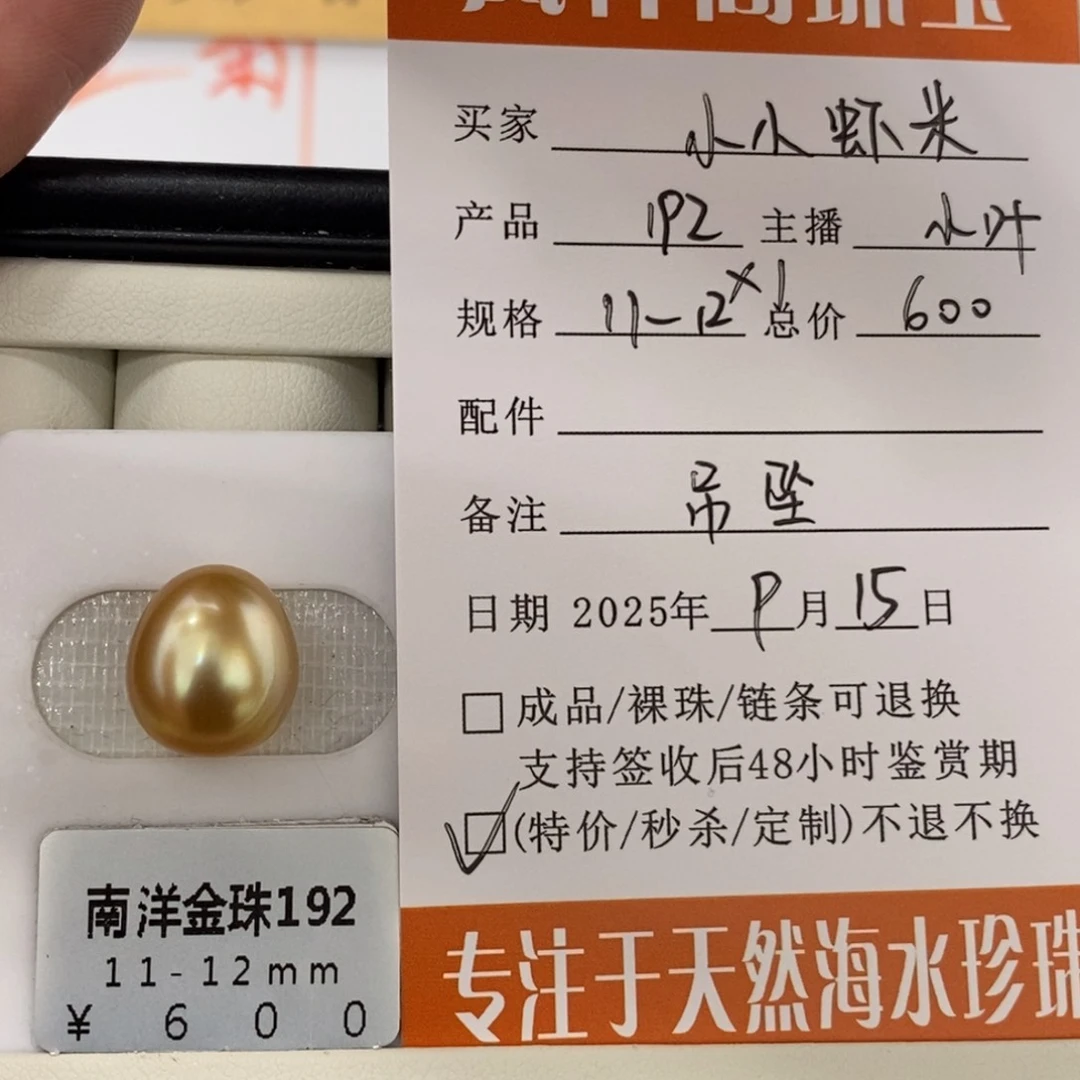 买家 小小虾米
产品 192 主播 小叶
规格 11-12×1 总价 600
配件
备注 吊坠
日期 2025年 9月15日
成品/裸珠/链条可退换
支持签收后48小时鉴赏期
(特价/秒杀/定制)不退不换
专注于天然海水珍珠
南洋金珠192
11-12mm
¥ 600